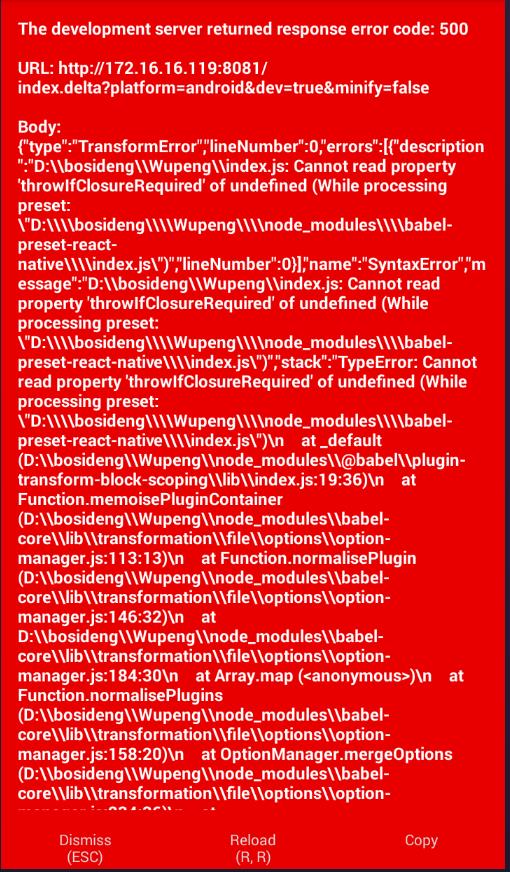 The development server returned response error code: 500
URL: http://172.16.16.119:8081/
index.delta?platform=android&dev=true&minify=false
Body:
{"type":"TransformError","lineNumber":0,"errors":[{"description
":"D:\\bosideng\\Wupeng\\index.js: Cannot read property
'throwIfClosureRequired' of undefined (While processing
preset:
\"D:\\\\bosideng\\\\Wupeng\\\\node_modules\\\\babel-
preset-react-
native\\\\index.js\")","lineNumber":0}],"name":"SyntaxError","m
essage":"D:\\bosideng\\Wupeng\\index.js: Cannot read
property 'throwIfClosureRequired' of undefined (While
processing preset:
\"D:\\\\bosideng\\\\Wupeng\\\\node_modules\\\\babel-
preset-react-native\\\\index.js\")","stack":"TypeError: Cannot
read property 'throwIfClosureRequired' of undefined (While
processing preset:
\"D:\\\\bosideng\\\\Wupeng\\\\node_modules\\\\babel-
preset-react-native\\\\index.js\")\n    at _default
(D:\\bosideng\\Wupeng\\node_modules\\@babel\\plugin-
transform-block-scoping\\lib\\index.js:19:36)\n    at
Function.memoisePluginContainer
(D:\\bosideng\\Wupeng\\node_modules\\babel-
core\\lib\\transformation\\file\\options\\option-
manager.js:113:13)\n    at Function.normalisePlugin
(D:\\bosideng\\Wupeng\\node_modules\\babel-
core\\lib\\transformation\\file\\options\\option-
manager.js:146:32)\n    at
D:\\bosideng\\Wupeng\\node_modules\\babel-
core\\lib\\transformation\\file\\options\\option-
manager.js:184:30\n    at Array.map (<anonymous>)\n    at
Function.normalisePlugins
(D:\\bosideng\\Wupeng\\node_modules\\babel-
core\\lib\\transformation\\file\\options\\option-
manager.js:158:20)\n    at OptionManager.mergeOptions
(D:\\bosideng\\Wupeng\\node_modules\\babel-
core\\lib\\transformation\\file\\options\\option-
Dismiss
(ESC)
Reload
(R, R)
Copy